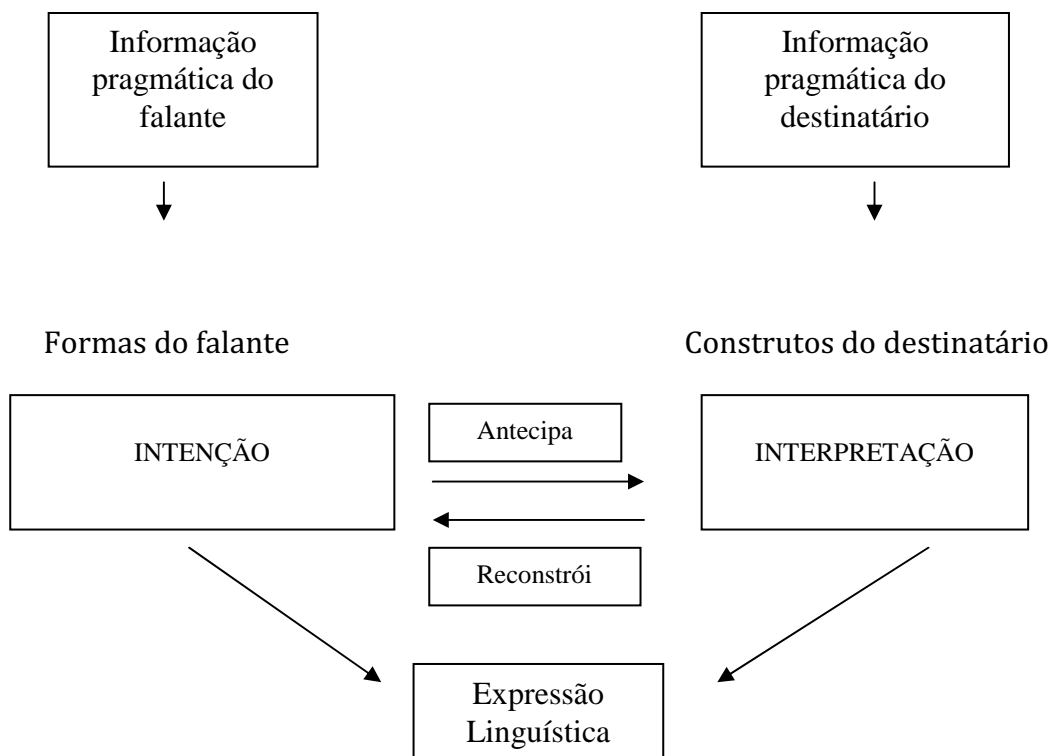 Informação
pragmática do
falante
Informação
pragmática do
destinatário
Formas do falante
Construtos do destinatário
INTENÇÃO
Antecipa
INTERPRETAÇÃO
Reconstrói
Expressão
Linguística